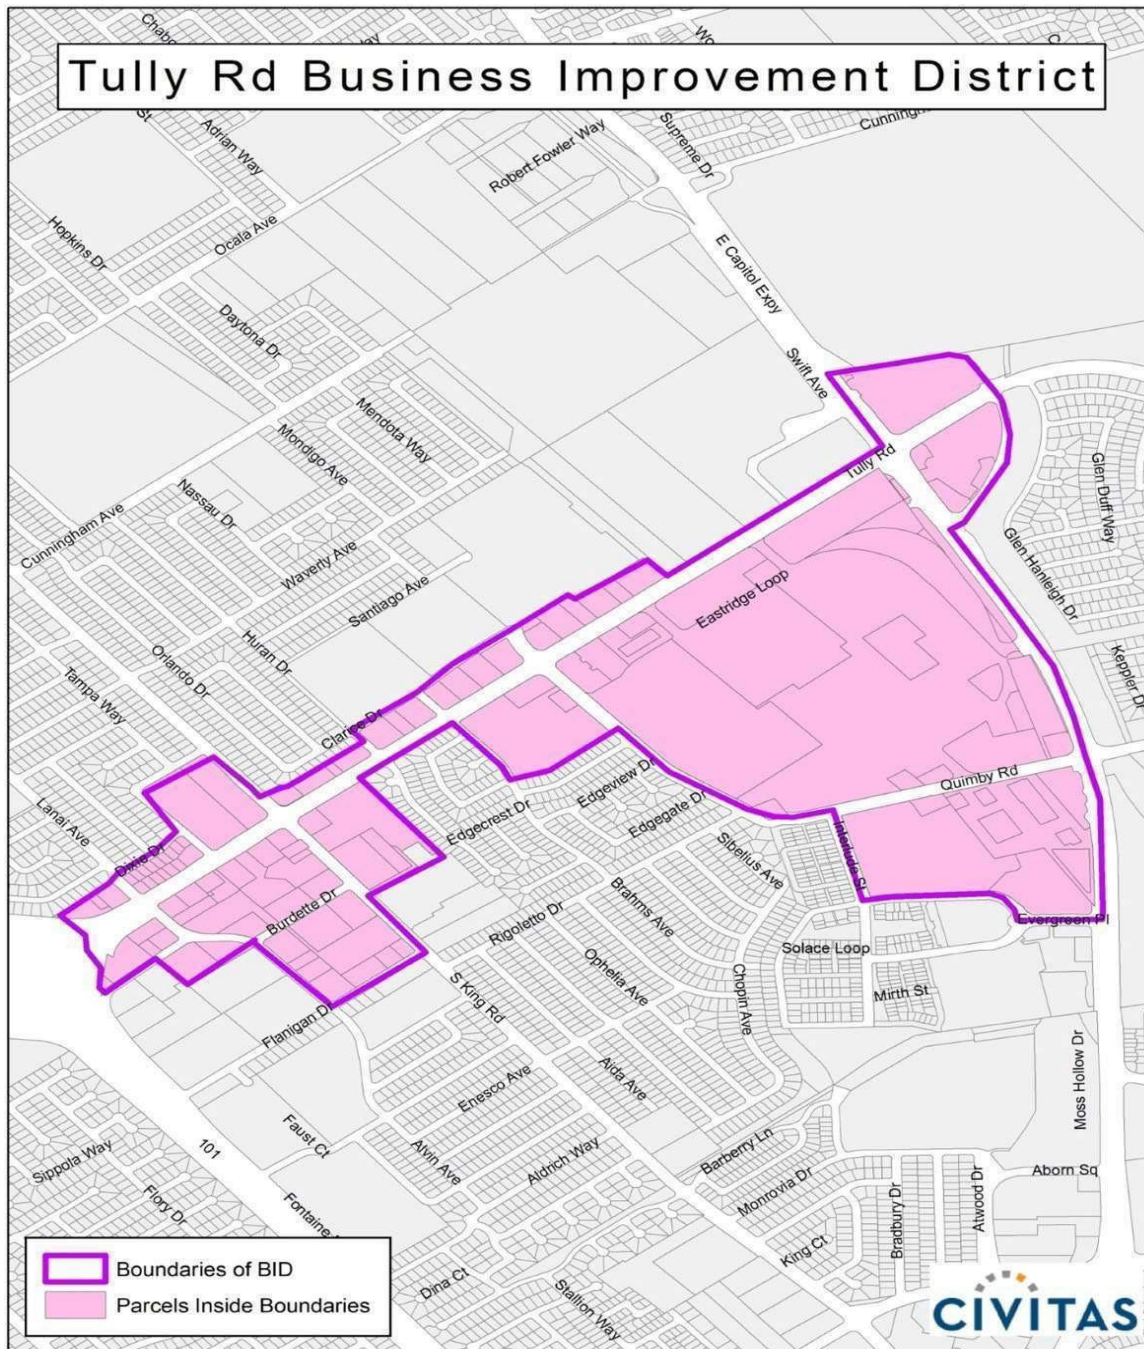 Tully Rd Business Improvement District
Adrian Way
Robert Fowler Way
Supreme Dr
Hopkins Dr
Ocala Ave
E Capitol Expy
Daytona Dr
Swift Ave
Mendota Way
Mondigo Ave
Tully Rd
Nassau Dr
Glen Duff Way
Cunningham Ave
Waverly Ave
Santiago Ave
Glen Hanleigh Dr
Eastridge Loop
Huran Dr
Orlando Dr
Keppler Dr
Tampa Way
Clarice Dr
Quimby Rd
Edgeview Dr
Edgecrest Dr
Edgegate Dr
Lanai Ave
Dixie Dr
Sibelius Ave
Interlude St
Brahms Ave
Burdette Dr
Rigoletto Dr
Evergreen Pl
Solace Loop
Ophelia Ave
Chopin Ave
Mirth St
S King Rd
Flanigan Dr
Moss Hollow Dr
Enesco Ave
Aida Ave
Faust Ct
Alvin Ave
Aldrich Way
Barberry Ln
101
Sippola Way
Flory Dr
Monrovia Dr
Aborn Sq
Atwood Dr
Bradbury Dr
King Ct
Dina Ct
Stallion Way
Boundaries of BID
Parcels Inside Boundaries
CIVITAS